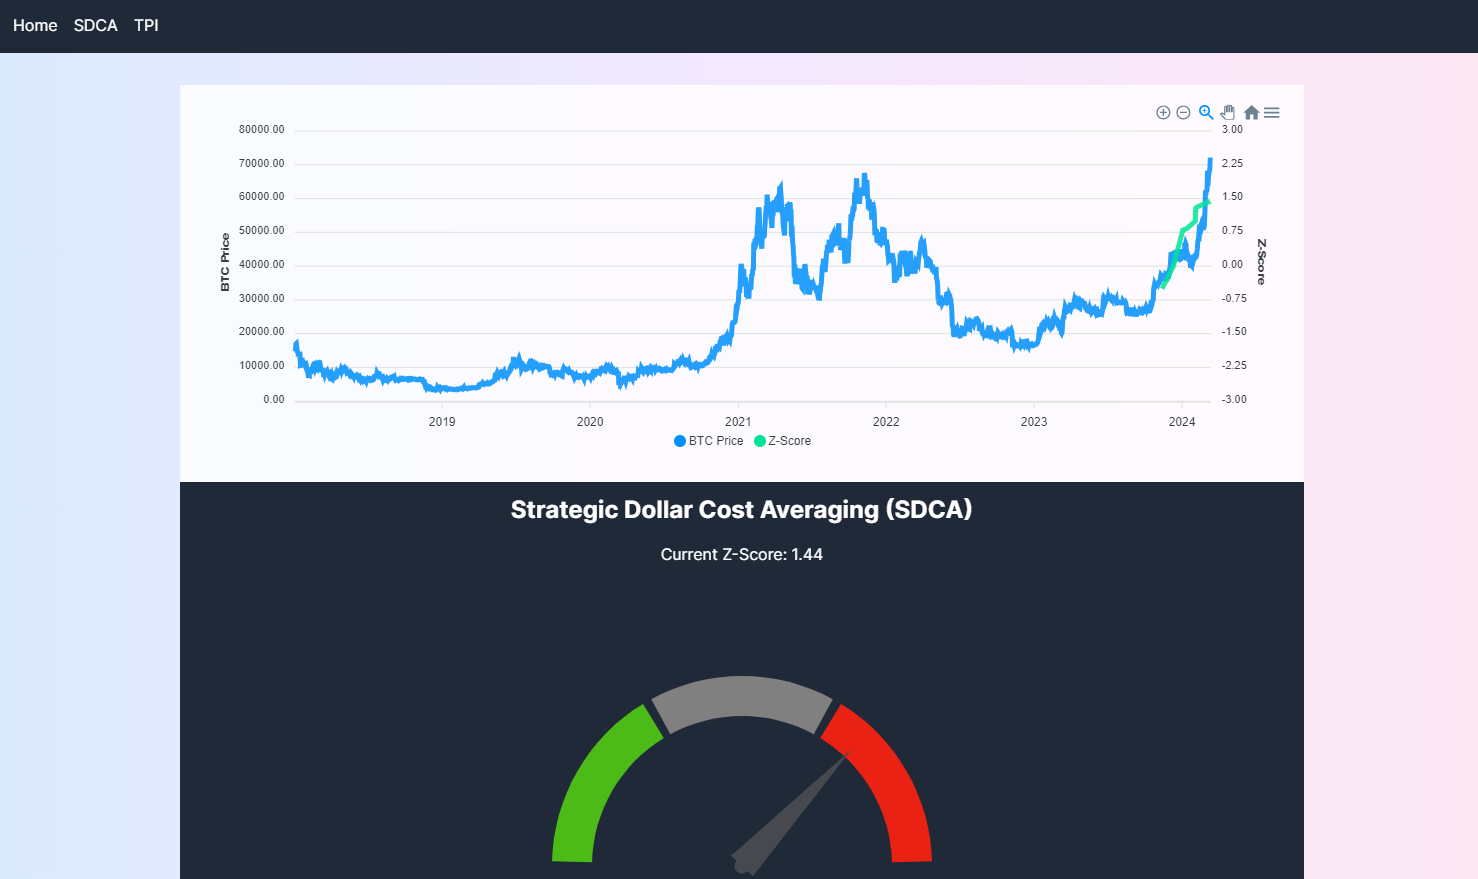 Home SDCA TPI
80000.00 3.00
70000.00 2.25
60000.00 1.50
50000.00 0.75
40000.00 0.00
30000.00 -0.75
20000.00 -1.50
10000.00 -2.25
0.00 -3.00
BTC Price
Z-Score
2019 2020 2021 2022 2023 2024
BTC Price Z-Score
Strategic Dollar Cost Averaging (SDCA)
Current Z-Score: 1.44